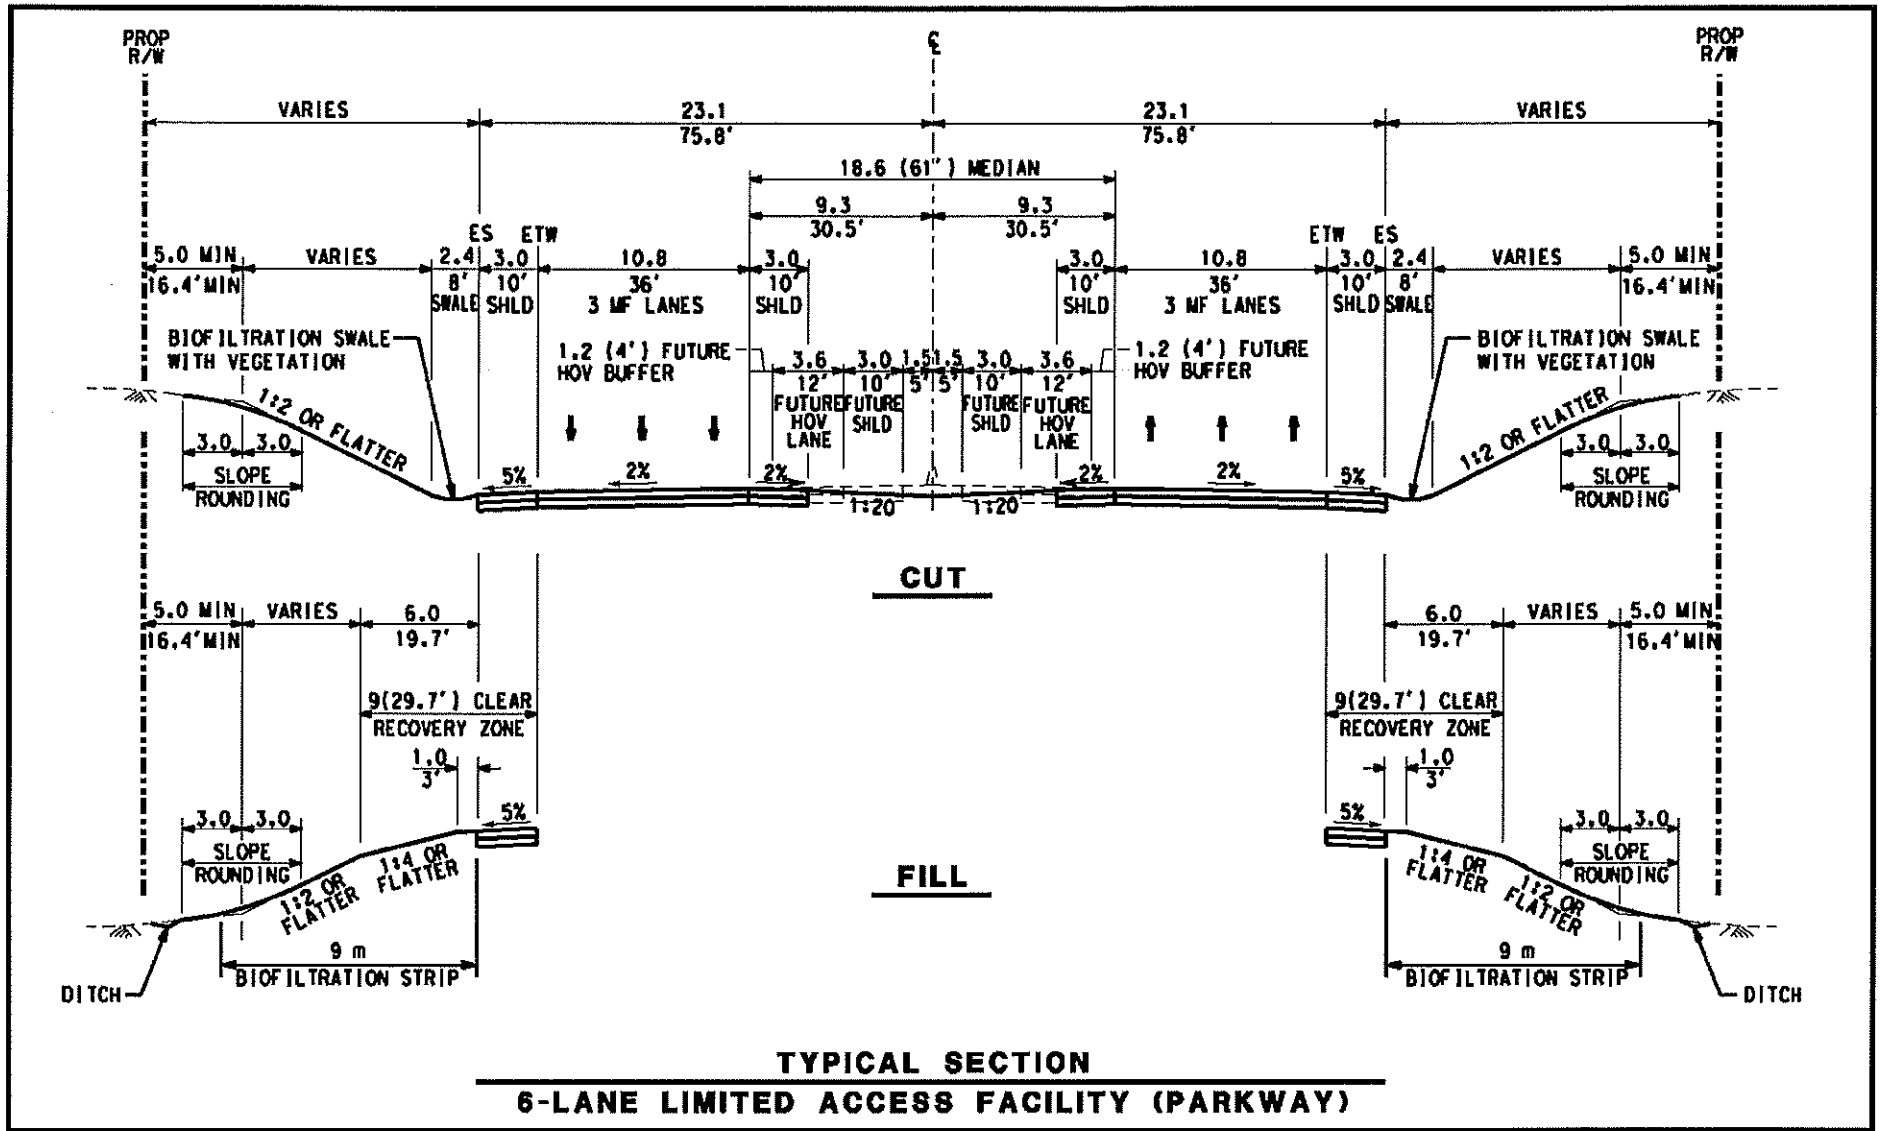 PROP
R/W
℄
PROP
R/W
VARIES
23.1
75.8'
23.1
75.8'
VARIES
18.6 (61') MEDIAN
9.3
30.5'
9.3
30.5'
ES ETW
ETW ES
5.0 MIN
16.4'MIN
VARIES
2.4
8'
SWALE
3.0
10'
SHLD
10.8
36'
3 MF LANES
3.0
10'
SHLD
3.0
10'
SHLD
10.8
36'
3 MF LANES
3.0
10'
SHLD
2.4
8'
SWALE
VARIES
5.0 MIN
16.4'MIN
BIOFILTRATION SWALE
WITH VEGETATION
1.2 (4') FUTURE
HOV BUFFER
3.6
12'
FUTURE
HOV
LANE
3.0
10'
FUTURE
SHLD
1.5
5'
1.5
5'
3.0
10'
FUTURE
SHLD
3.6
12'
FUTURE
HOV
LANE
1.2 (4') FUTURE
HOV BUFFER
BIOFILTRATION SWALE
WITH VEGETATION
1:2 OR FLATTER
1:2 OR FLATTER
3.0 3.0
SLOPE
ROUNDING
3.0 3.0
SLOPE
ROUNDING
5%
2%
2%
2%
2%
5%
1:20
1:20
CUT
5.0 MIN
16.4'MIN
VARIES
6.0
19.7'
6.0
19.7'
VARIES
5.0 MIN
16.4'MIN
9(29.7') CLEAR
RECOVERY ZONE
9(29.7') CLEAR
RECOVERY ZONE
1.0
3'
1.0
3'
5%
5%
3.0 3.0
SLOPE
ROUNDING
1:2 OR
FLATTER
1:4 OR
FLATTER
FILL
1:4 OR
FLATTER
1:2 OR
FLATTER
3.0 3.0
SLOPE
ROUNDING
9 m
BIOFILTRATION STRIP
9 m
BIOFILTRATION STRIP
DITCH
DITCH
TYPICAL SECTION
6-LANE LIMITED ACCESS FACILITY (PARKWAY)